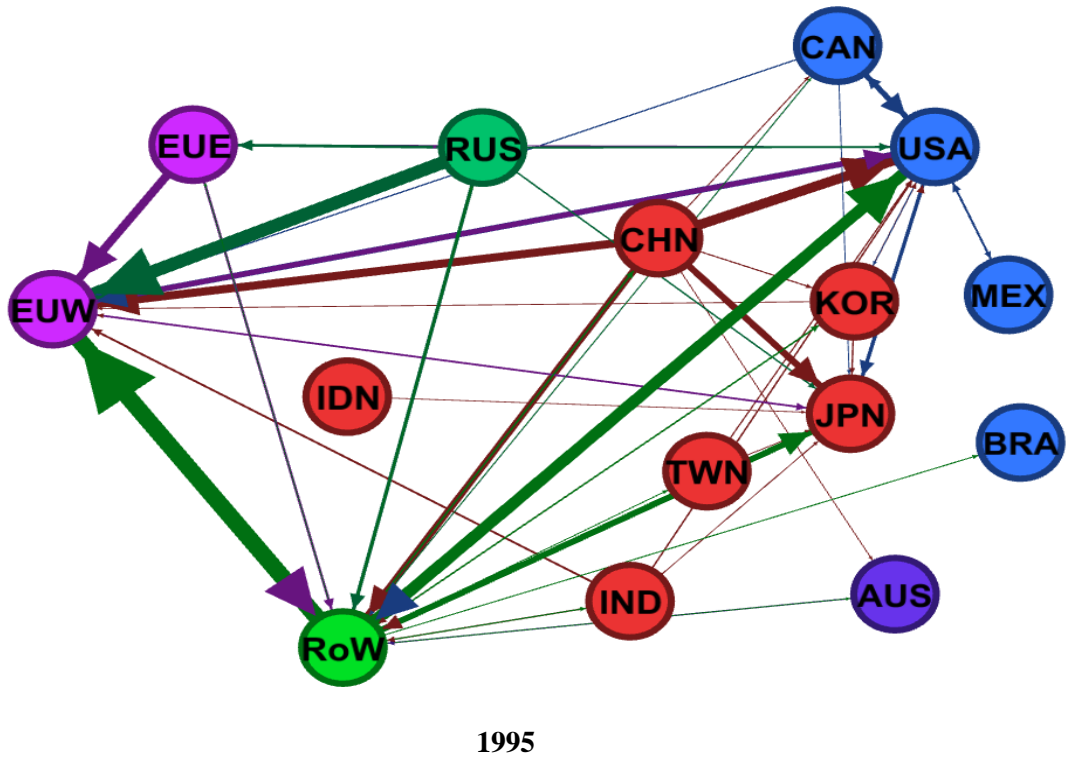 CAN
EUE
RUS
USA
CHN
EUW
KOR
MEX
IDN
JPN
BRA
TWN
IND
AUS
RoW
1995